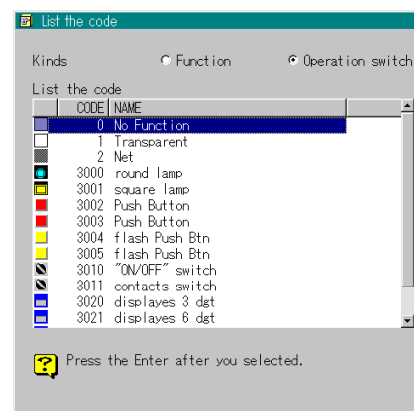 List the code
Kinds Function Operation switch
List the code
CODE NAME
0 No Function
1 Transparent
2 Net
3000 round lamp
3001 square lamp
3002 Push Button
3003 Push Button
3004 flash Push Btn
3005 flash Push Btn
3010 "ON/OFF" switch
3011 contacts switch
3020 displayes 3 dgt
3021 displayes 6 dgt
Press the Enter after you selected.